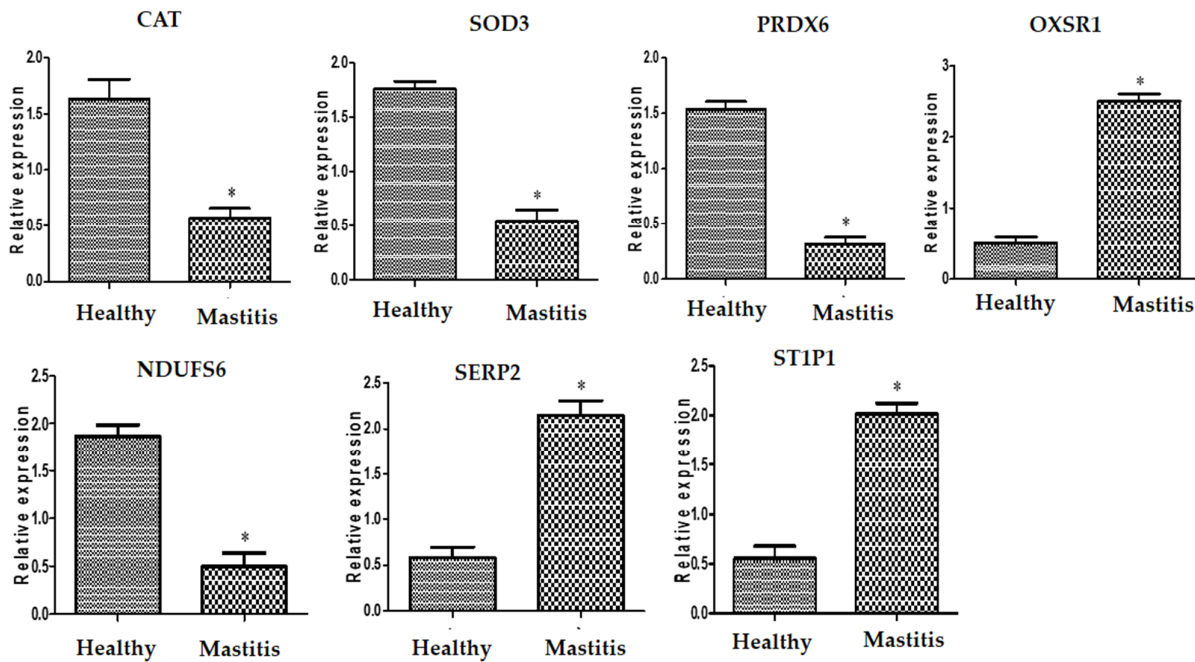 CAT
SOD3
PRDX6
OXSR1
Relative expression
2.0
1.5
1.0
0.5
0.0
*
Healthy
Mastitis
Relative expression
2.0
1.5
1.0
0.5
0.0
*
Healthy
Mastitis
Relative expression
2.0
1.5
1.0
0.5
0.0
*
Healthy
Mastitis
Relative expression
3
2
1
0
*
Healthy
Mastitis
NDUFS6
SERP2
ST1P1
Relative expression
2.5
2.0
1.5
1.0
0.5
0.0
*
Healthy
Mastitis
Relative expression
2.5
2.0
1.5
1.0
0.5
0.0
*
Healthy
Mastitis
Relative expression
2.5
2.0
1.5
1.0
0.5
0.0
*
Healthy
Mastitis